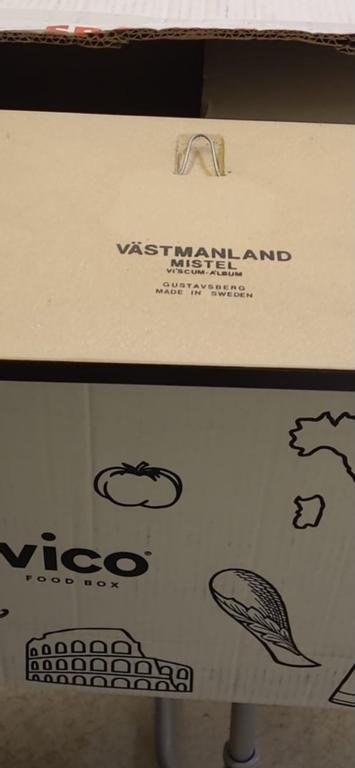 VÄSTMANLAND
MISTEL
VISCUM-ALBUM
GUSTAVSBERG
MADE IN SWEDEN
vico
FOOD BOX